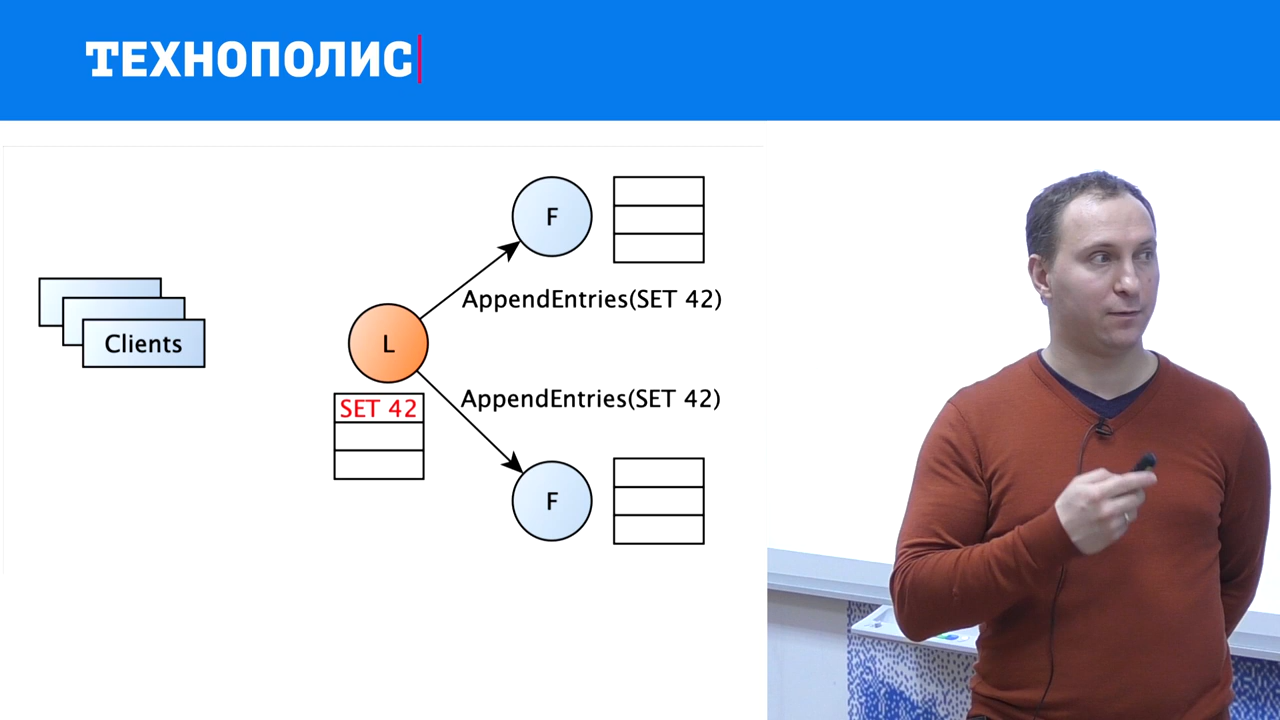 ТЕХНОПОЛИС
F
AppendEntries(SET 42)
Clients
L
SET 42
AppendEntries(SET 42)
F